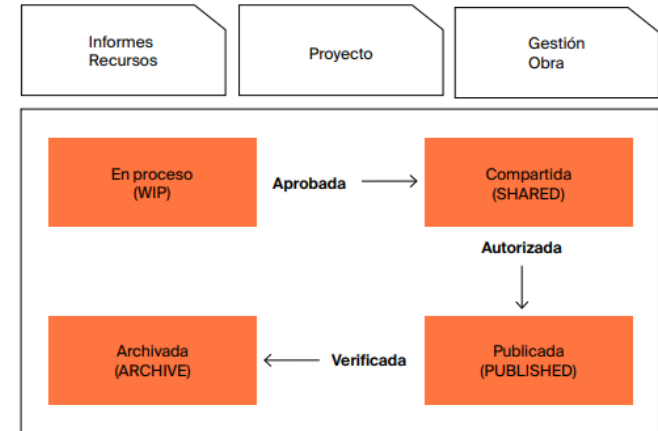 Informes
Recursos
Proyecto
Gestión
Obra
En proceso
(WIP)
Aprobada
Compartida
(SHARED)
Autorizada
Archivada
(ARCHIVE)
Verificada
Publicada
(PUBLISHED)